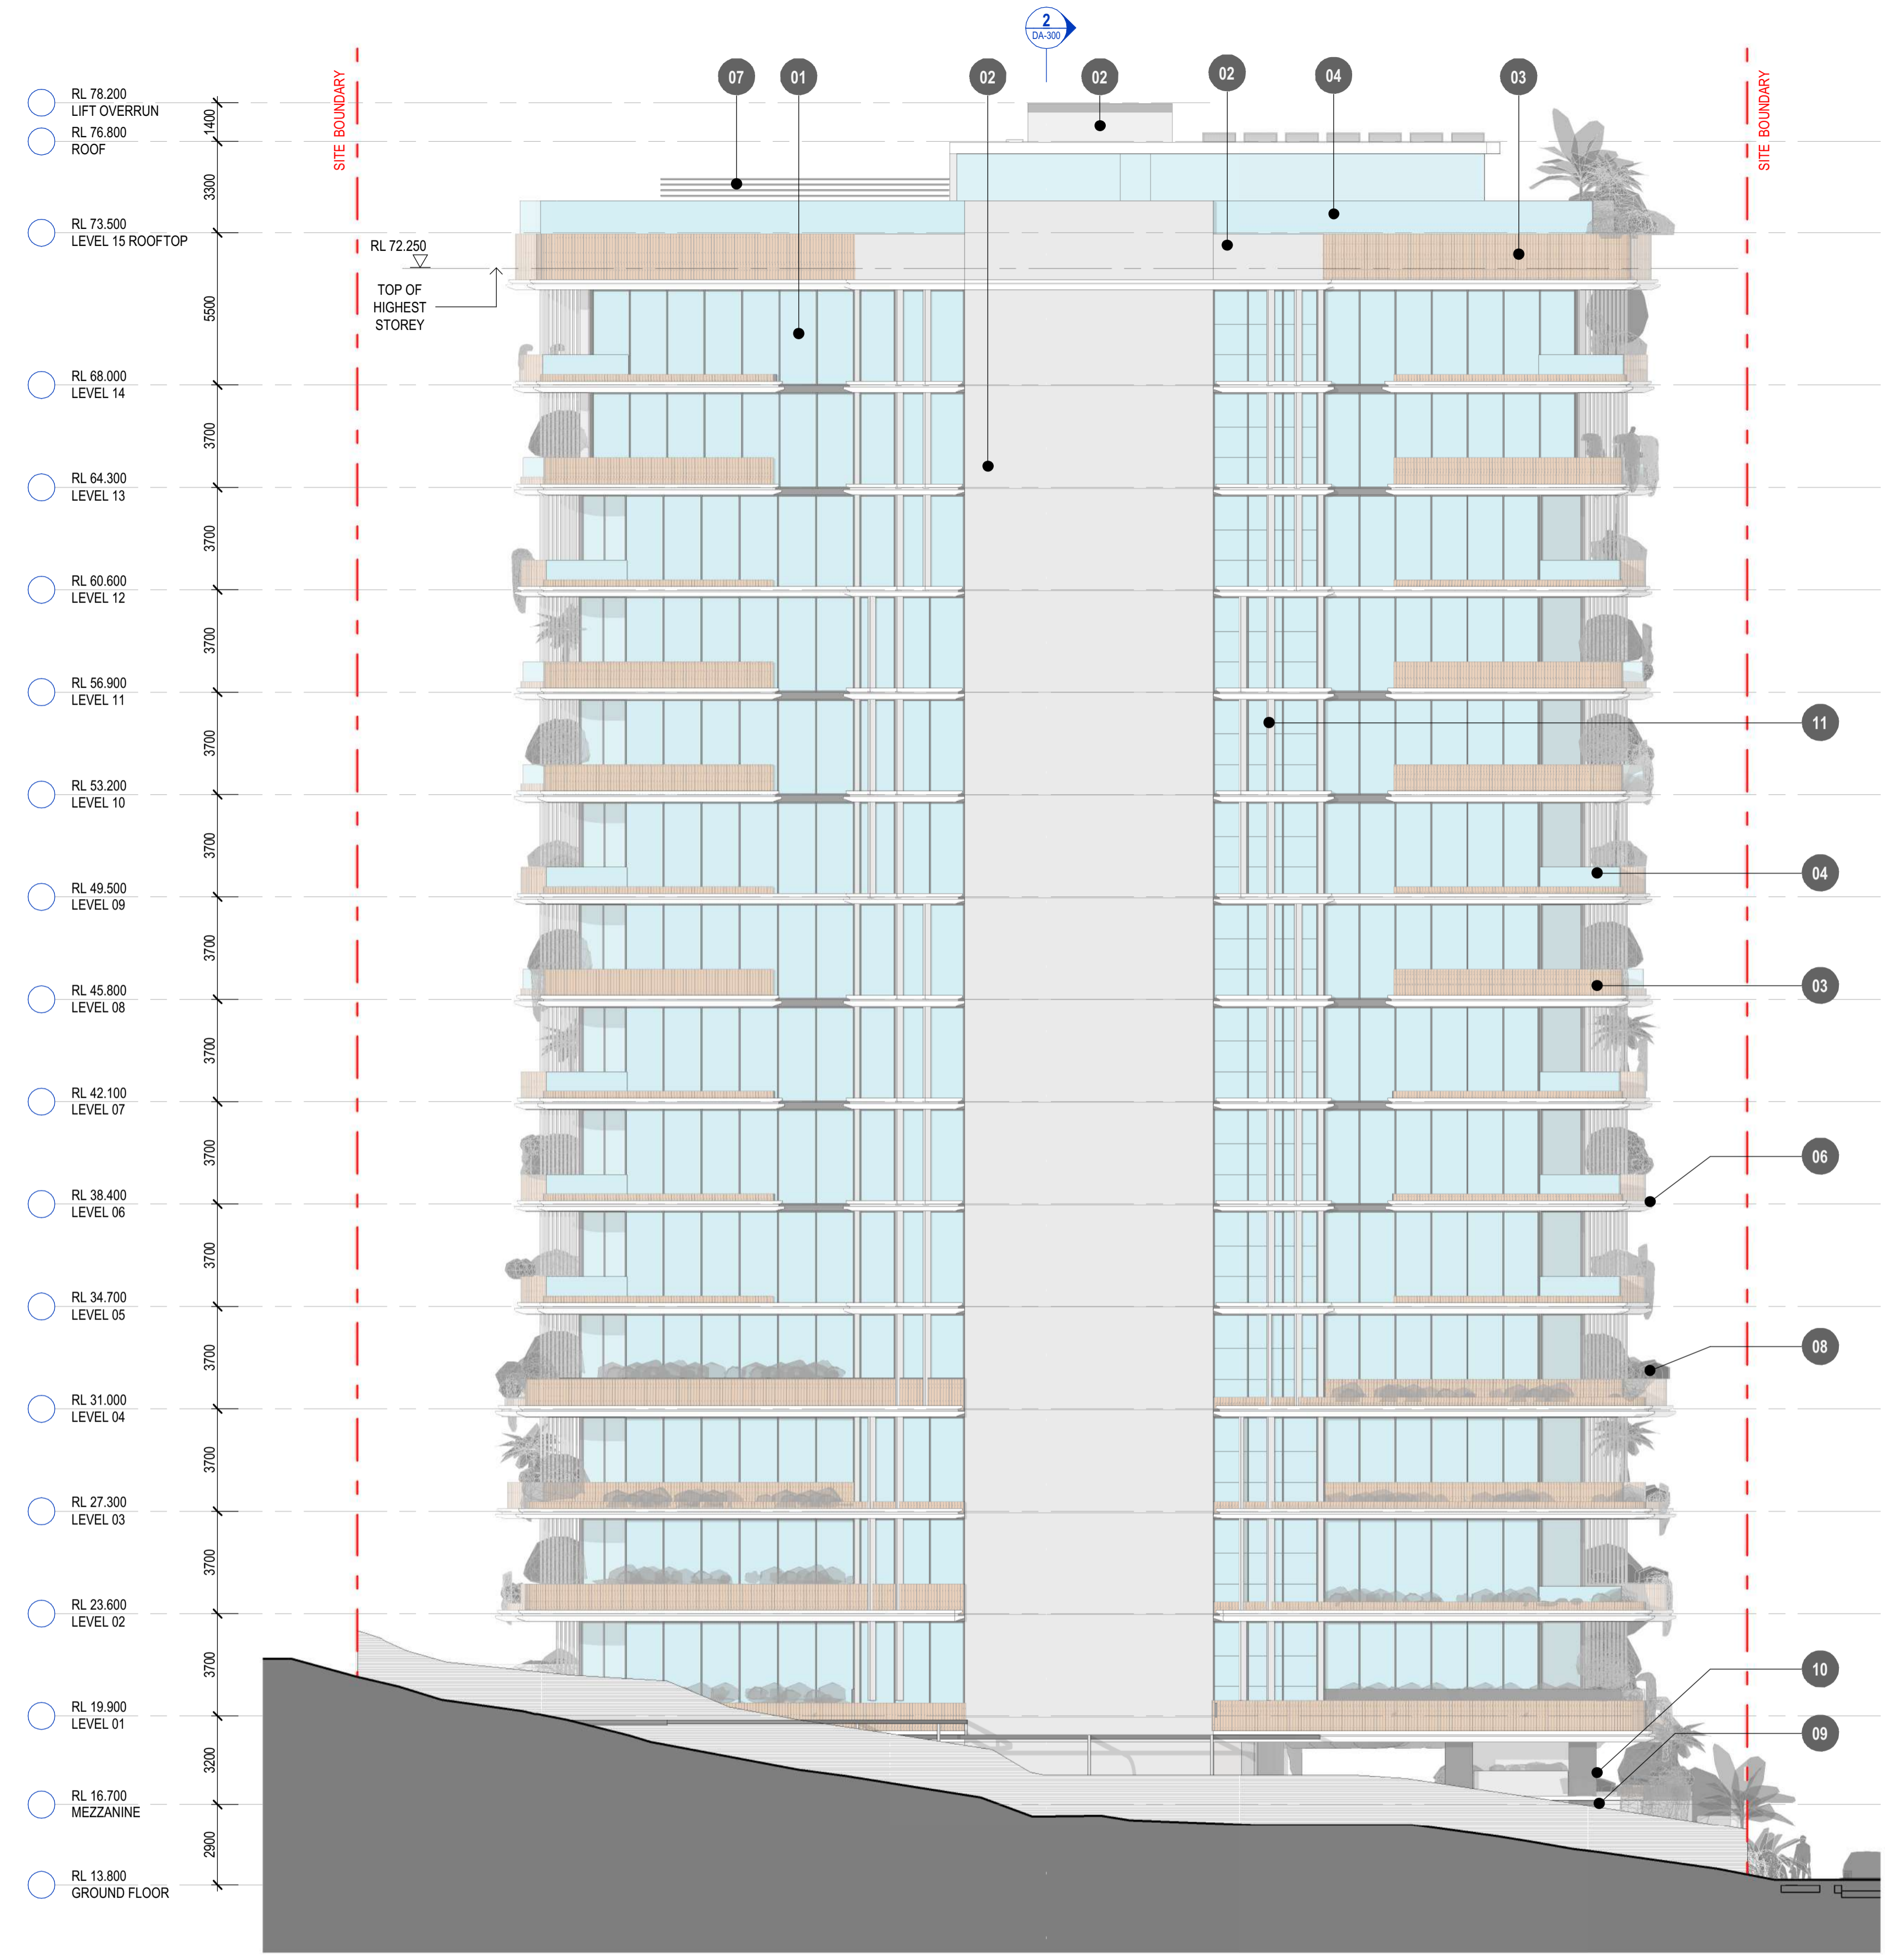 2
DA-300
SITE BOUNDARY
SITE BOUNDARY
07
01
02
02
02
04
03
RL 78.200
LIFT OVERRUN
1400
RL 76.800
ROOF
3300
RL 73.500
LEVEL 15 ROOFTOP
RL 72.250
TOP OF
HIGHEST
STOREY
5500
RL 68.000
LEVEL 14
3700
RL 64.300
LEVEL 13
3700
RL 60.600
LEVEL 12
3700
RL 56.900
LEVEL 11
11
3700
RL 53.200
LEVEL 10
3700
04
RL 49.500
LEVEL 09
3700
03
RL 45.800
LEVEL 08
3700
RL 42.100
LEVEL 07
3700
06
RL 38.400
LEVEL 06
3700
RL 34.700
LEVEL 05
3700
08
RL 31.000
LEVEL 04
3700
RL 27.300
LEVEL 03
3700
RL 23.600
LEVEL 02
3700
10
RL 19.900
LEVEL 01
09
3200
RL 16.700
MEZZANINE
2900
RL 13.800
GROUND FLOOR